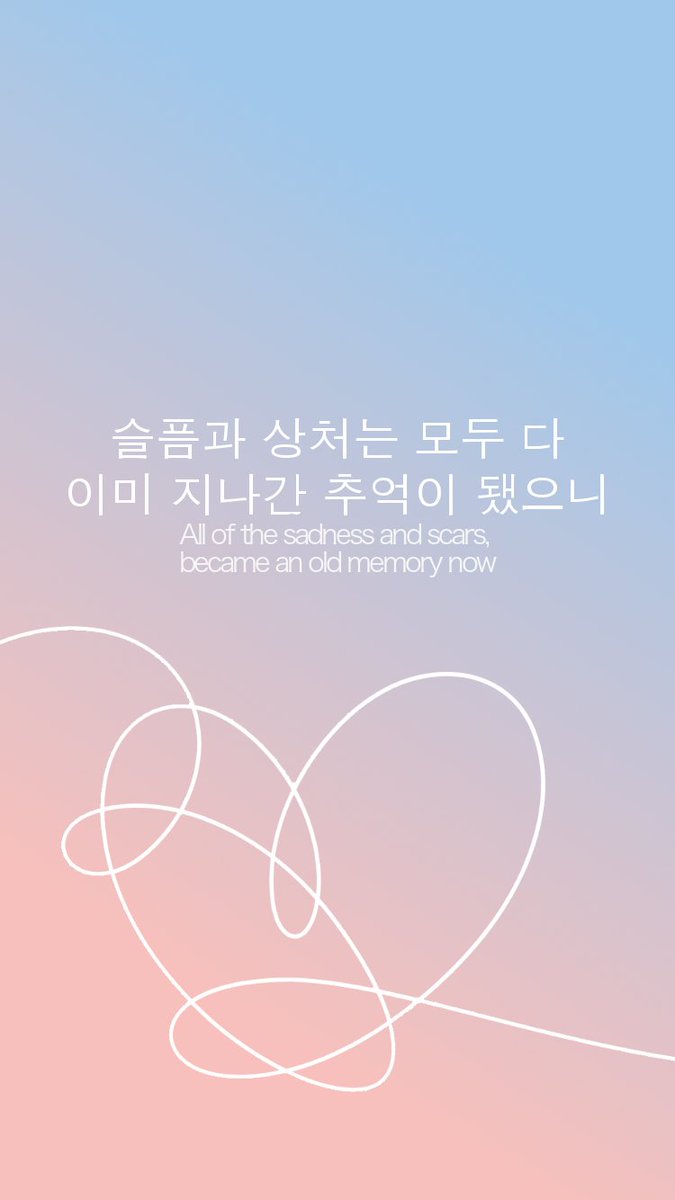 슬픔과 상처는 모두 다
이미 지나간 추억이 됐으니
All of the sadness and scars,
became an old memory now